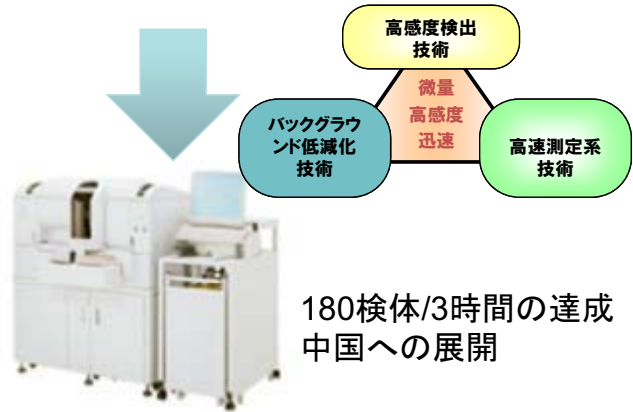 高感度検出
技術
微量
高感度
迅速
バックグラウ
ンド低減化
技術
高速測定系
技術
180検体/3時間の達成
中国への展開